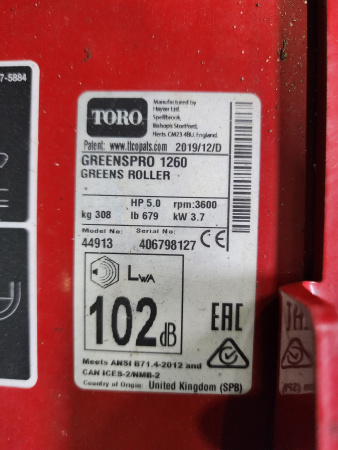 7-5884
TORO
Manufactured by
Hayter Ltd.
Spellbrook,
Bishops Stortford,
Herts CM23 4BU. England.
Patent: www.ttcopats.com 2019/12/D
GREENSPRO 1260
GREENS ROLLER
HP 5.0 rpm:3600
kg 308 lb 679 kW 3.7
Model No: Serial No:
44913 406798127 CE
LWA
102 dB
EAC
Meets ANSI B71.4-2012 and
CAN ICES-2/NMB-2
Country of Origin: United Kingdom (SPB)